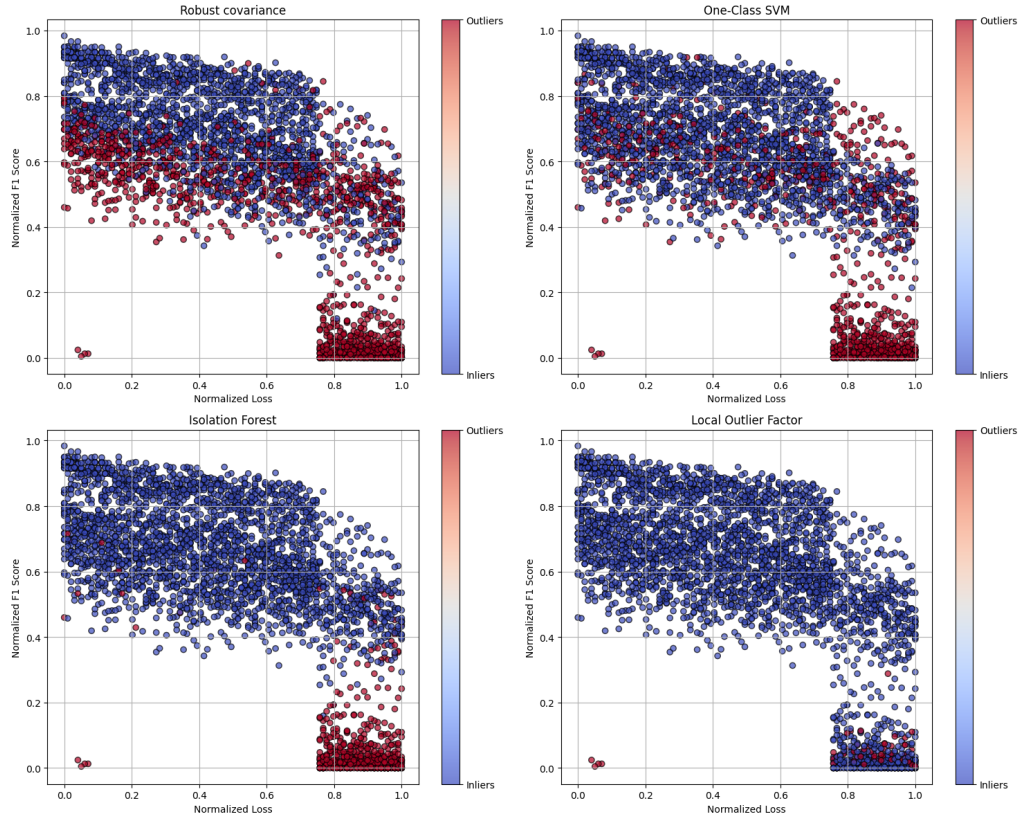 Robust covariance
Normalized F1 Score
1.0
0.8
0.6
0.4
0.2
0.0
0.0 0.2 0.4 0.6 0.8 1.0
Normalized Loss
Outliers
Inliers
One-Class SVM
Normalized F1 Score
1.0
0.8
0.6
0.4
0.2
0.0
0.0 0.2 0.4 0.6 0.8 1.0
Normalized Loss
Outliers
Inliers
Isolation Forest
Normalized F1 Score
1.0
0.8
0.6
0.4
0.2
0.0
0.0 0.2 0.4 0.6 0.8 1.0
Normalized Loss
Outliers
Inliers
Local Outlier Factor
Normalized F1 Score
1.0
0.8
0.6
0.4
0.2
0.0
0.0 0.2 0.4 0.6 0.8 1.0
Normalized Loss
Outliers
Inliers